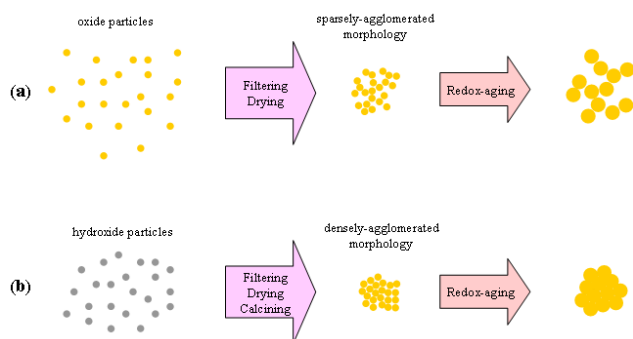 oxide particles
sparsely-agglomerated
morphology
(a)
Filtering
Drying
Redox-aging
hydroxide particles
densely-agglomerated
morphology
(b)
Filtering
Drying
Calcining
Redox-aging